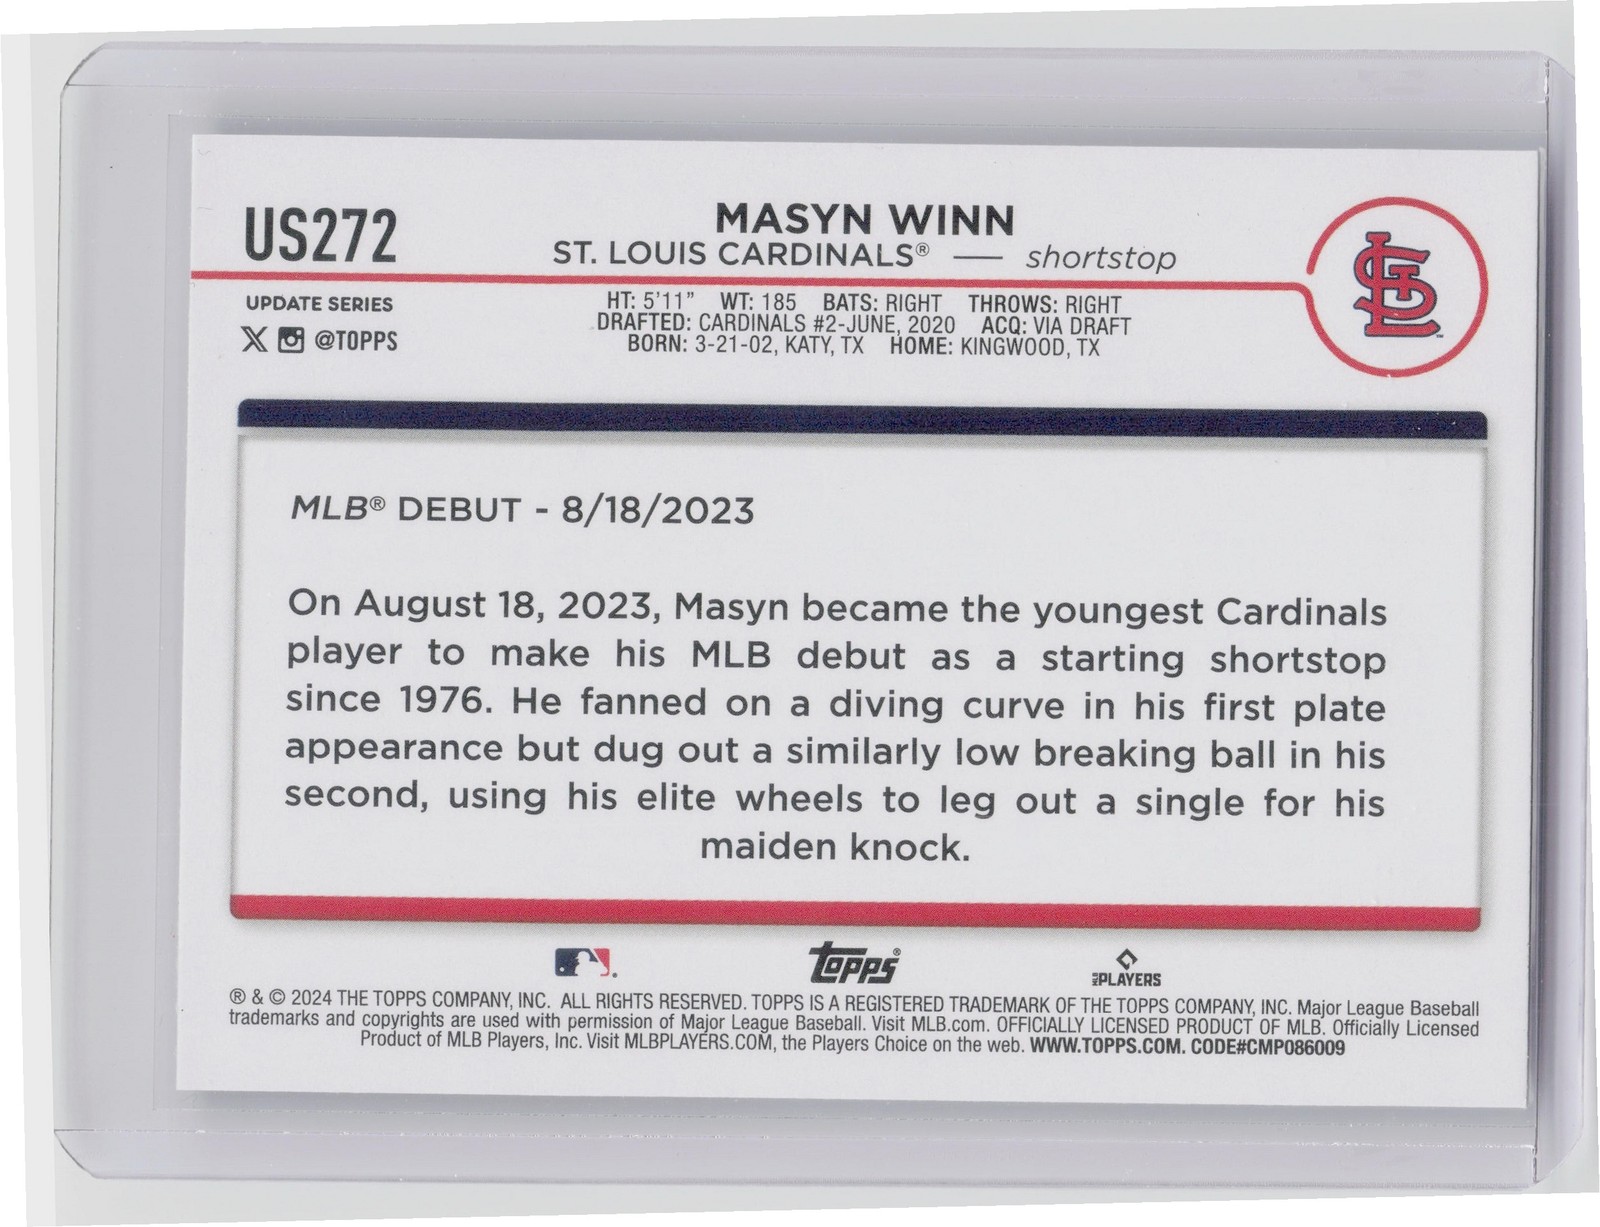 US272
MASYN WINN
ST. LOUIS CARDINALS® — shortstop
UPDATE SERIES
X @TOPPS
HT: 5'11" WT: 185 BATS: RIGHT THROWS: RIGHT
DRAFTED: CARDINALS #2-JUNE, 2020 ACQ: VIA DRAFT
BORN: 3-21-02, KATY, TX HOME: KINGWOOD, TX
STL
MLB® DEBUT - 8/18/2023
On August 18, 2023, Masyn became the youngest Cardinals
player to make his MLB debut as a starting shortstop
since 1976. He fanned on a diving curve in his first plate
appearance but dug out a similarly low breaking ball in his
second, using his elite wheels to leg out a single for his
maiden knock.
topps®
MLB PLAYERS
® & © 2024 THE TOPPS COMPANY, INC. ALL RIGHTS RESERVED. TOPPS IS A REGISTERED TRADEMARK OF THE TOPPS COMPANY, INC. Major League Baseball
trademarks and copyrights are used with permission of Major League Baseball. Visit MLB.com. OFFICIALLY LICENSED PRODUCT OF MLB. Officially Licensed
Product of MLB Players, Inc. Visit MLBPLAYERS.COM, the Players Choice on the web. WWW.TOPPS.COM. CODE#CMP086009